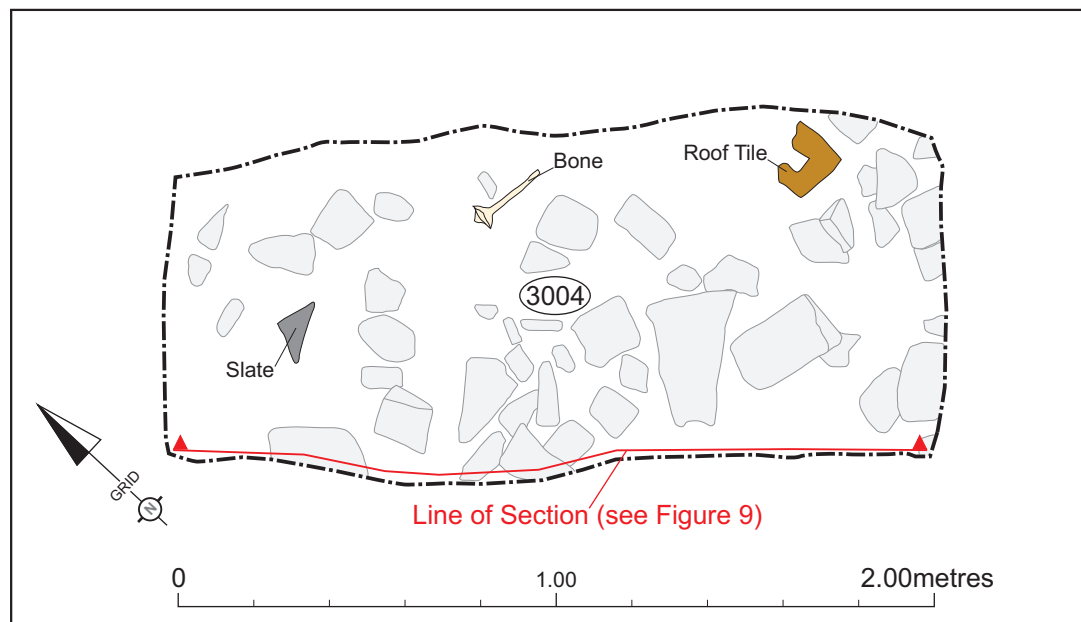 Bone
Roof Tile
3004
Slate
GRID
N
Line of Section (see Figure 9)
0
1.00
2.00metres